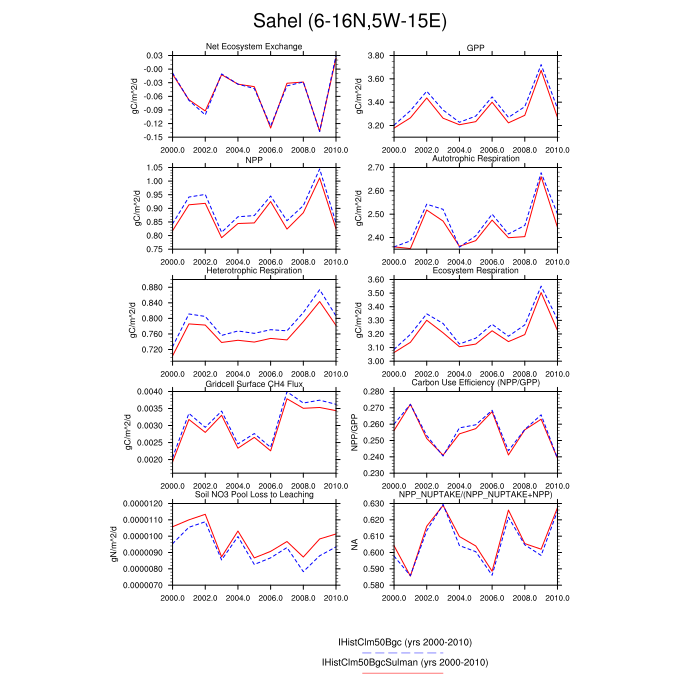 Sahel (6-16N,5W-15E)
Net Ecosystem Exchange
gC/m^2/d
0.03
-0.00
-0.03
-0.06
-0.09
-0.12
-0.15
2000.0 2002.0 2004.0 2006.0 2008.0 2010.0
GPP
gC/m^2/d
3.80
3.60
3.40
3.20
2000.0 2002.0 2004.0 2006.0 2008.0 2010.0
NPP
gC/m^2/d
1.05
1.00
0.95
0.90
0.85
0.80
0.75
2000.0 2002.0 2004.0 2006.0 2008.0 2010.0
Autotrophic Respiration
gC/m^2/d
2.70
2.60
2.50
2.40
2000.0 2002.0 2004.0 2006.0 2008.0 2010.0
Heterotrophic Respiration
gC/m^2/d
0.880
0.840
0.800
0.760
0.720
2000.0 2002.0 2004.0 2006.0 2008.0 2010.0
Ecosystem Respiration
gC/m^2/d
3.60
3.50
3.40
3.30
3.20
3.10
3.00
2000.0 2002.0 2004.0 2006.0 2008.0 2010.0
Gridcell Surface CH4 Flux
gC/m^2/d
0.0040
0.0035
0.0030
0.0025
0.0020
2000.0 2002.0 2004.0 2006.0 2008.0 2010.0
Carbon Use Efficiency (NPP/GPP)
NPP/GPP
0.280
0.270
0.260
0.250
0.240
0.230
2000.0 2002.0 2004.0 2006.0 2008.0 2010.0
Soil NO3 Pool Loss to Leaching
gN/m^2/d
0.0000120
0.0000110
0.0000100
0.0000090
0.0000080
0.0000070
2000.0 2002.0 2004.0 2006.0 2008.0 2010.0
NPP_NUPTAKE/(NPP_NUPTAKE+NPP)
NA
0.630
0.620
0.610
0.600
0.590
0.580
2000.0 2002.0 2004.0 2006.0 2008.0 2010.0
IHistClm50Bgc (yrs 2000-2010)
IHistClm50BgcSulman (yrs 2000-2010)